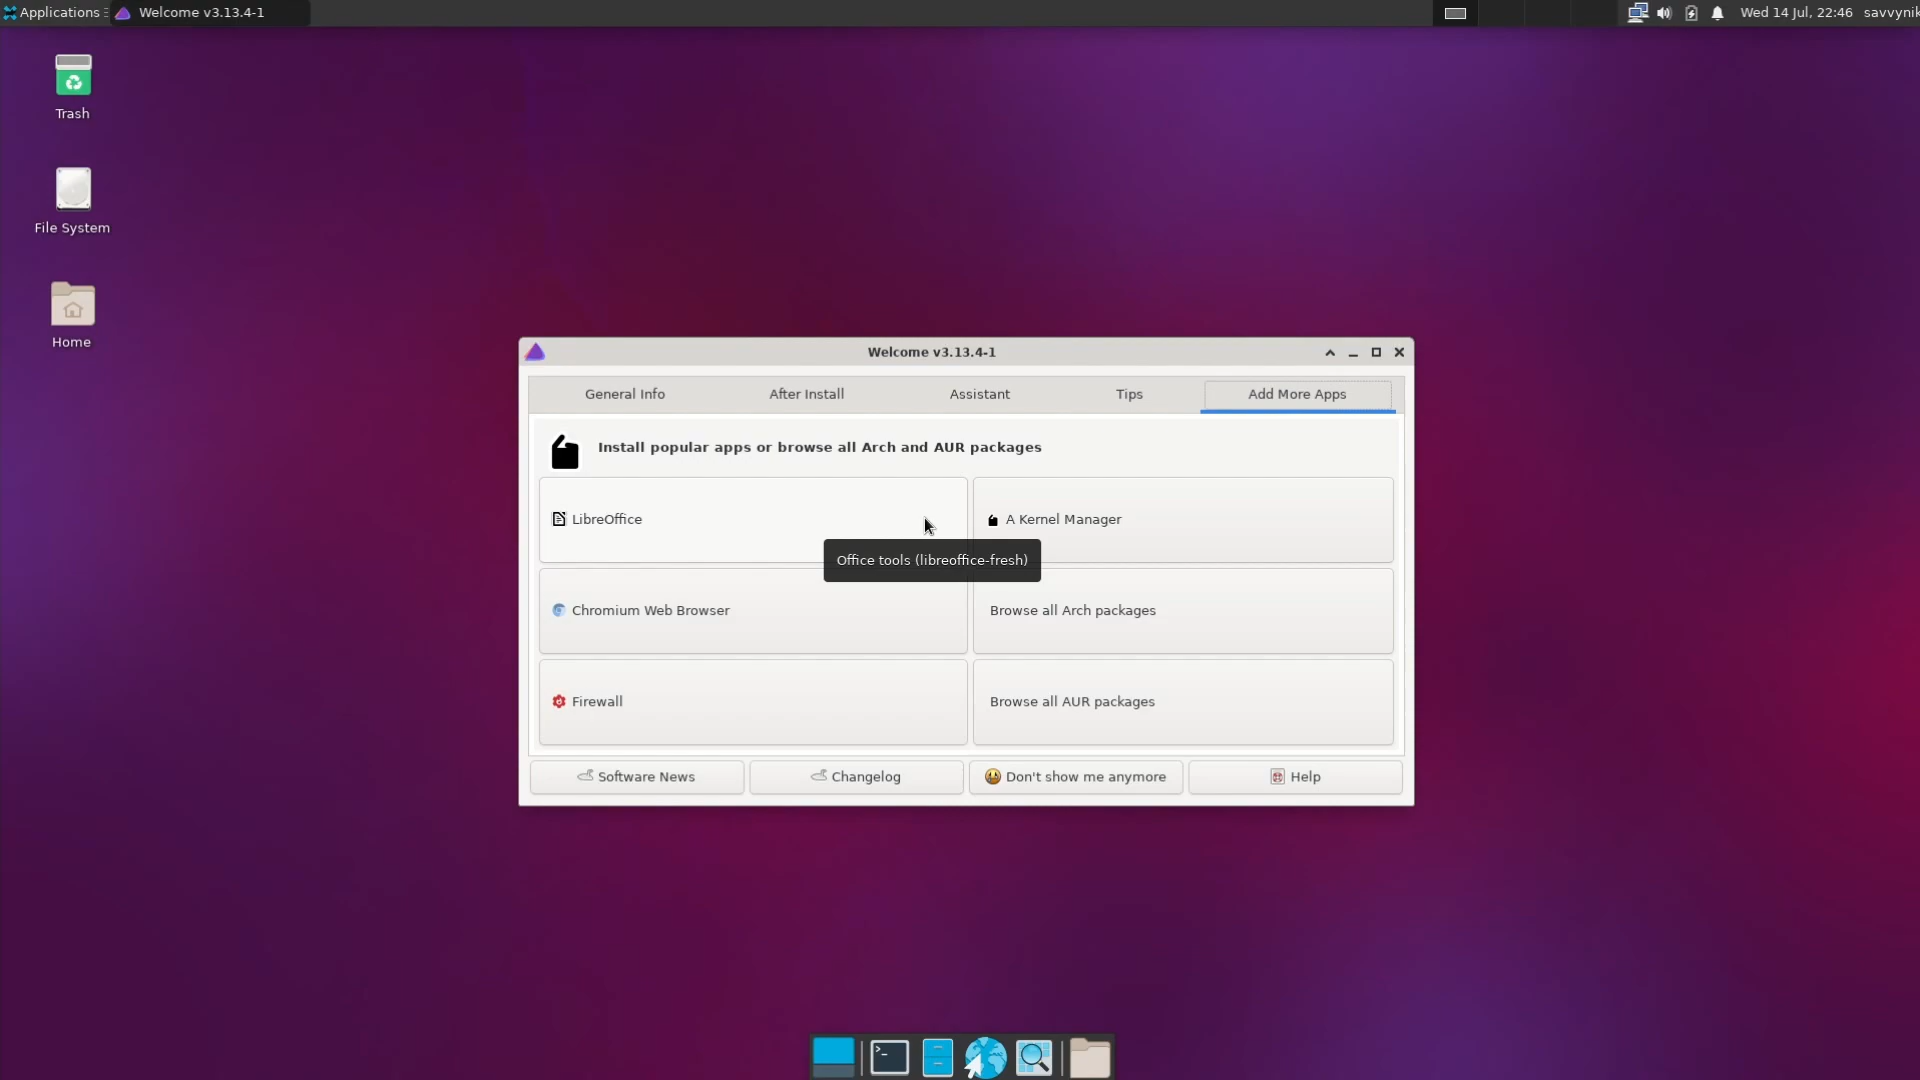 Applications
Welcome v3.13.4-1
Wed 14 Jul, 22:46
savvynik
Trash
File System
Home
Welcome v3.13.4-1
General Info
After Install
Assistant
Tips
Add More Apps
Install popular apps or browse all Arch and AUR packages
LibreOffice
A Kernel Manager
Office tools (libreoffice-fresh)
Chromium Web Browser
Browse all Arch packages
Firewall
Browse all AUR packages
Software News
Changelog
Don't show me anymore
Help